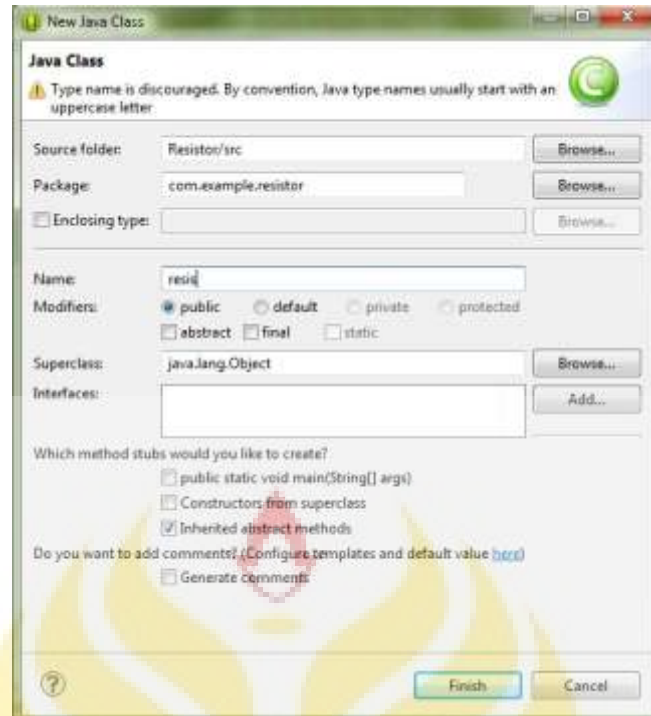 New Java Class
Java Class
Type name is discouraged. By convention, Java type names usually start with an
uppercase letter
Source folder: Resistor/src Browse...
Package: com.example.resistor Browse...
Enclosing type: Browse...
Name: resis
Modifiers: public default private protected
abstract final static
Superclass: java.lang.Object Browse...
Interfaces: Add...
Which method stubs would you like to create?
public static void main(String[] args)
Constructors from superclass
Inherited abstract methods
Do you want to add comments? (Configure templates and default value here)
Generate comments
? Finish Cancel